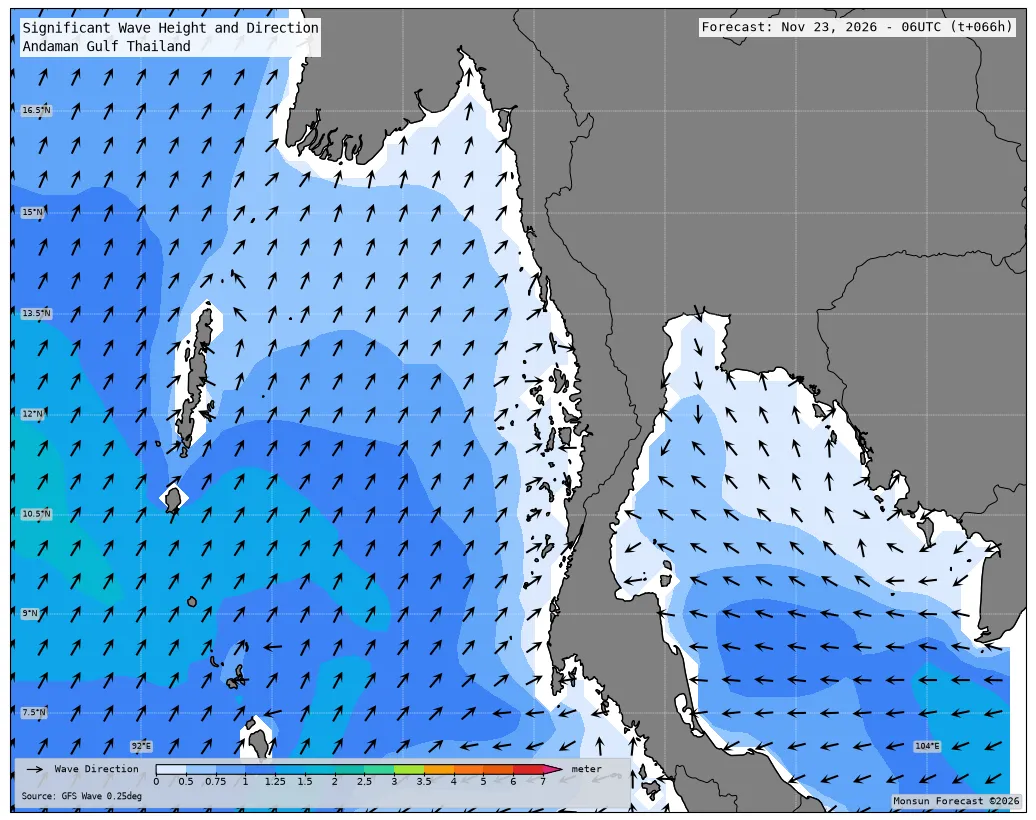 Significant Wave Height and Direction
Andaman Gulf Thailand
Forecast: Nov 23, 2026 - 06UTC (t+066h)
16.5°N
15°N
13.5°N
12°N
10.5°N
9°N
7.5°N
92°E
104°E
Wave Direction
0 0.5 0.75 1 1.25 1.5 2 2.5 3 3.5 4 5 6 7
meter
Source: GFS Wave 0.25deg
Monsun Forecast ©2026